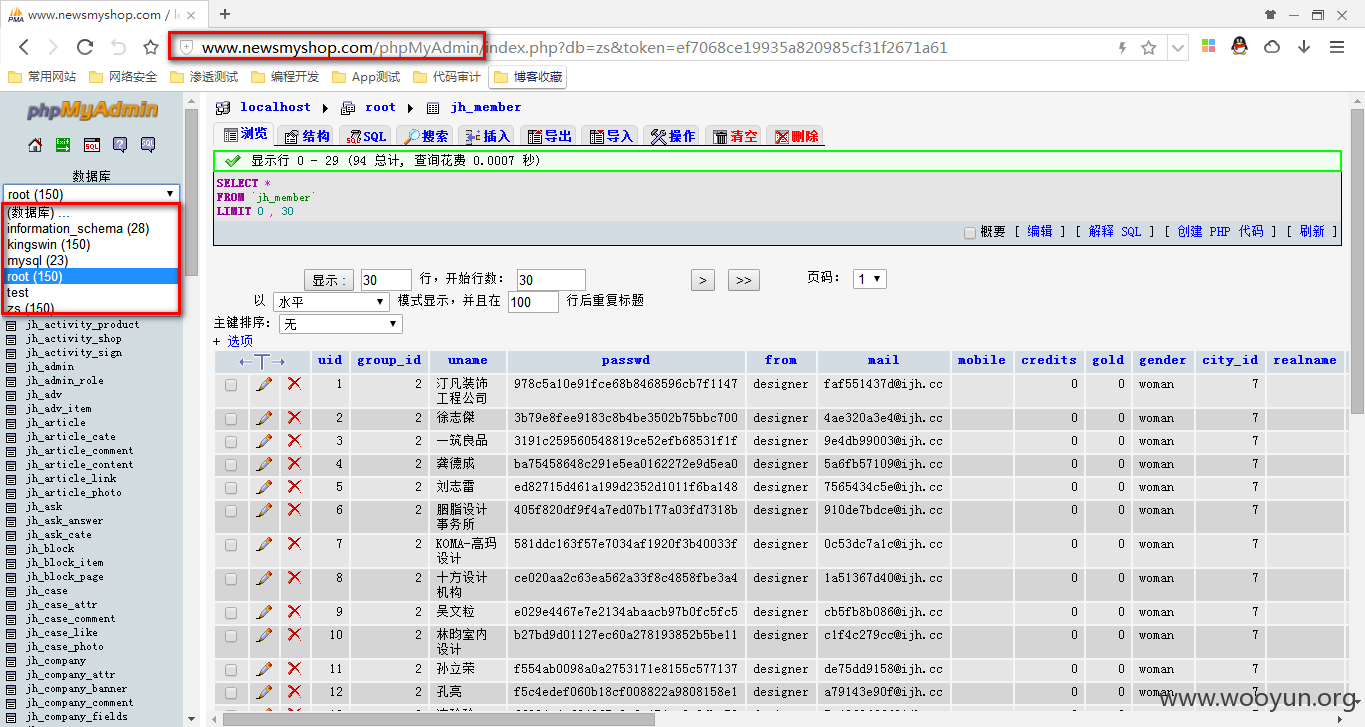 www.newsmyshop.com / l
www.newsmyshop.com/phpMyAdmin/index.php?db=zs&token=ef7068ce19935a820985cf31f2671a61
常用网站 网络安全 渗透测试 编程开发 App测试 代码审计 博客收藏
phpMyAdmin
数据库
root (150)
(数据库) ...
information_schema (28)
kingswin (150)
mysql (23)
root (150)
test
zs (150)
jh_activity_product
jh_activity_shop
jh_activity_sign
jh_admin
jh_admin_role
jh_adv
jh_adv_item
jh_article
jh_article_cate
jh_article_comment
jh_article_content
jh_article_link
jh_article_photo
jh_ask
jh_ask_answer
jh_ask_cate
jh_block
jh_block_item
jh_block_page
jh_case
jh_case_attr
jh_case_comment
jh_case_like
jh_case_photo
jh_company
jh_company_attr
jh_company_banner
jh_company_comment
jh_company_fields
localhost ▸ root ▸ jh_member
浏览 结构 SQL 搜索 插入 导出 导入 操作 清空 删除
显示行 0 - 29 (94 总计, 查询花费 0.0007 秒)
SELECT *
FROM `jh_member`
LIMIT 0 , 30
概要 [ 编辑 ] [ 解释 SQL ] [ 创建 PHP 代码 ] [ 刷新 ]
显示 : 30 行，开始行数: 30 > >> 页码: 1
以 水平 模式显示，并且在 100 行后重复标题
主键排序: 无
+ 选项
←T→ uid group_id uname passwd from mail mobile credits gold gender city_id realname
1 2 汀凡装饰工程公司 978c5a10e91fce68b8468596cb7f1147 designer faf551437d@ijh.cc 0 0 woman 7
2 2 徐志傑 3b79e8fee9183c8b4be3502b75bbc700 designer 4ae320a3e4@ijh.cc 0 0 woman 7
3 2 一筑良品 3191c259560548819ce52efb68531f1f designer 9e4db99003@ijh.cc 0 0 woman 7
4 2 龚德成 ba75458648c291e5ea0162272e9d5ea0 designer 5a6fb57109@ijh.cc 0 0 woman 7
5 2 刘志雷 ed82715d461a199d2352d1011f6ba148 designer 7565434c5e@ijh.cc 0 0 woman 7
6 2 胭脂设计事务所 405f820df9f4a7ed07b177a03fd7318b designer 910de7bdce@ijh.cc 0 0 woman 7
7 2 KOMA-高玛设计 581ddc163f57e7034af1920f3b40033f designer 0c53dc7a1c@ijh.cc 0 0 woman 7
8 2 十方设计机构 ce020aa2c63ea562a33f8c4858fbe3a4 designer 1a51367d40@ijh.cc 0 0 woman 7
9 2 吴文粒 e029e4467e7e2134abaacb97b0fc5fc5 designer cb5fb8b086@ijh.cc 0 0 woman 7
10 2 林昀室内设计 b27bd9d01127ec60a278193852b5be11 designer c1f4c279cc@ijh.cc 0 0 woman 7
11 2 孙立荣 f554ab0098a0a2753171e8155c577137 designer de75dd9158@ijh.cc 0 0 woman 7
12 2 孔亮 f5c4edef060b18cf008822a9808158e1 designer a79143e90f@ijh.cc 0 0 woman 7
www.wooyun.org